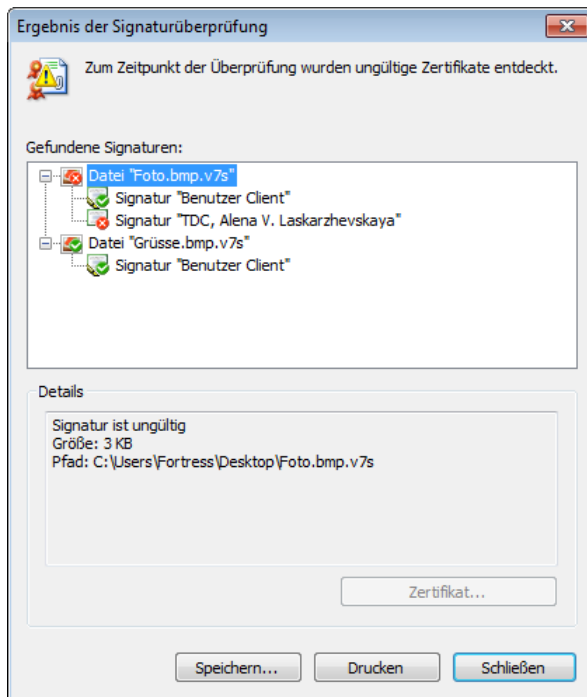 Ergebnis der Signaturüberprüfung
Zum Zeitpunkt der Überprüfung wurden ungültige Zertifikate entdeckt.
Gefundene Signaturen:
Datei "Foto.bmp.v7s"
Signatur "Benutzer Client"
Signatur "TDC, Alena V. Laskarzhevskaya"
Datei "Grüsse.bmp.v7s"
Signatur "Benutzer Client"
Details
Signatur ist ungültig
Größe: 3 KB
Pfad: C:\Users\Fortress\Desktop\Foto.bmp.v7s
Zertifikat...
Speichern... Drucken Schließen